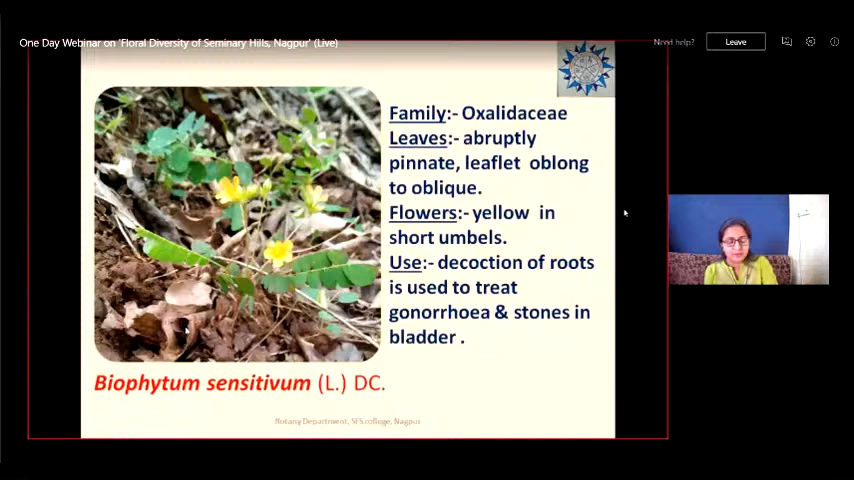 One Day Webinar on 'Floral Diversity of Seminary Hills, Nagpur' (Live)
Need help?
Leave
Family:- Oxalidaceae
Leaves:- abruptly
pinnate, leaflet oblong
to oblique.
Flowers:- yellow in
short umbels.
Use:- decoction of roots
is used to treat
gonorrhoea & stones in
bladder .
Biophytum sensitivum (L.) DC.
Botany Department, SFS college, Nagpur